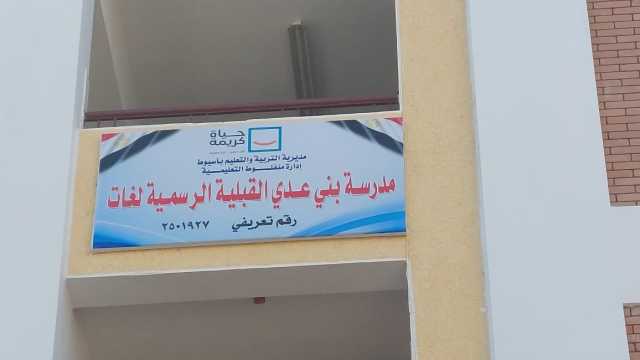 حياة
كريمة
مديرية التربية والتعليم بأسيوط
إدارة منفلوط التعليمية
مدرسة بني عدي القبلية الرسمية لغات
رقم تعريفي ٢٥٠١٩٢٧